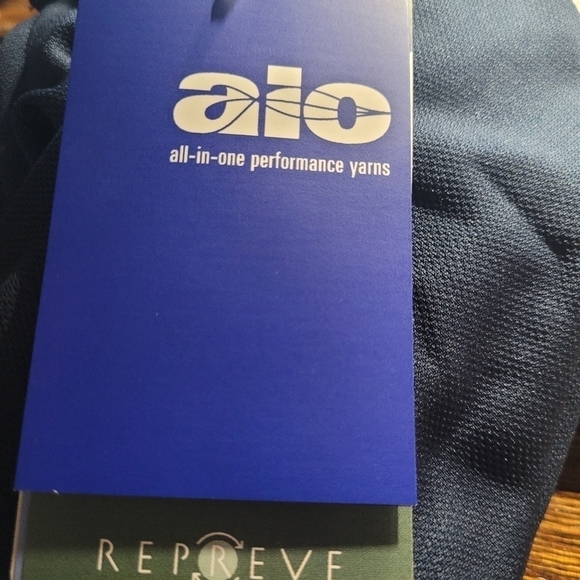 aio
all-in-one performance yarns
REPREVE